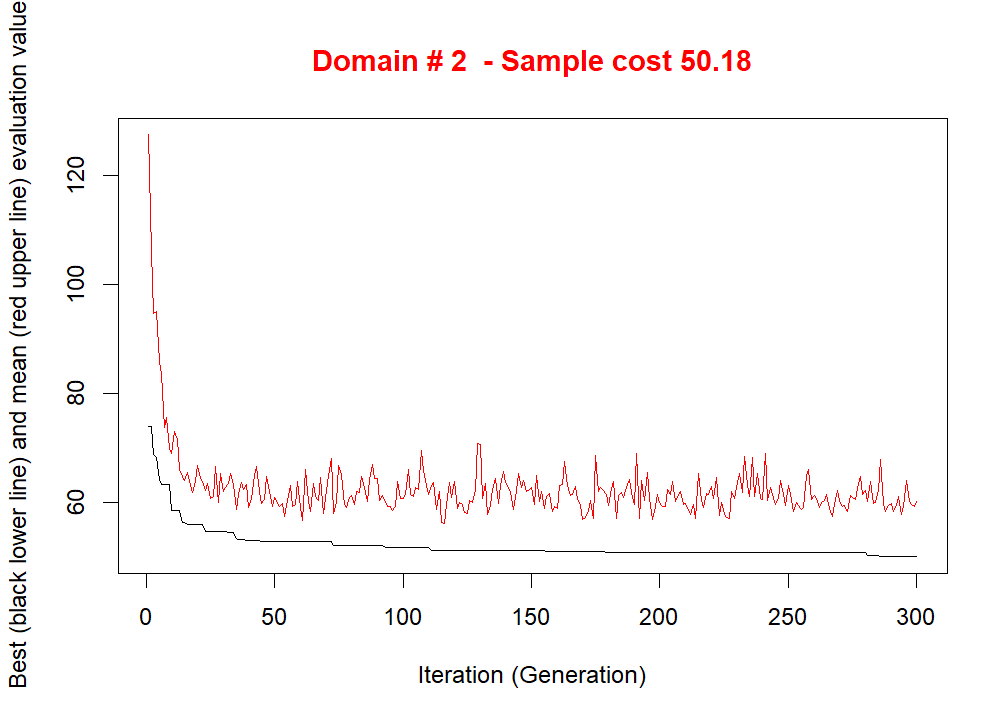 Domain # 2  - Sample cost 50.18
Best (black lower line) and mean (red upper line) evaluation value
120
100
80
60
0 50 100 150 200 250 300
Iteration (Generation)